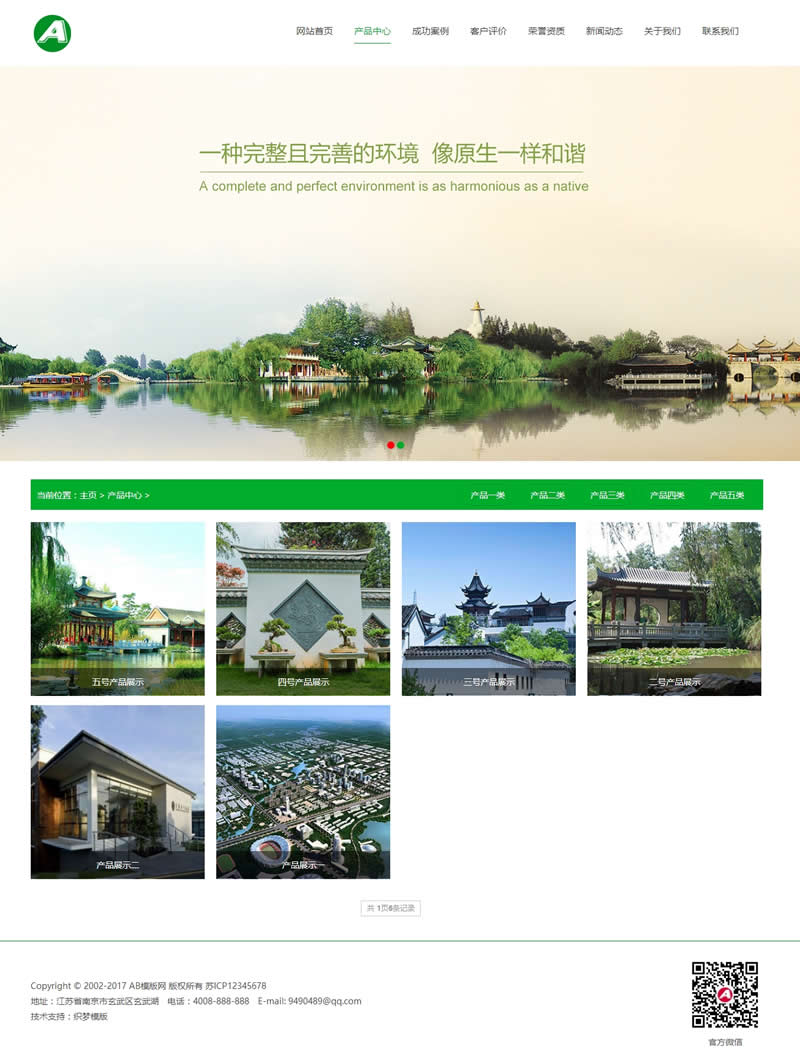 A
网站首页 产品中心 成功案例 客户评价 荣誉资质 新闻动态 关于我们 联系我们
一种完整且完善的环境 像原生一样和谐
A complete and perfect environment is as harmonious as a native
当前位置：主页 > 产品中心 > 产品一类 产品二类 产品三类 产品四类 产品五类
五号产品展示 四号产品展示 三号产品展示 二号产品展示
产品展示二 产品展示一
共 1页6条记录
Copyright © 2002-2017 AB模版网 版权所有 苏ICP12345678
地址：江苏省南京市玄武区玄武湖 电话：4008-888-888 E-mail: 9490489@qq.com
技术支持：织梦模版
官方微信